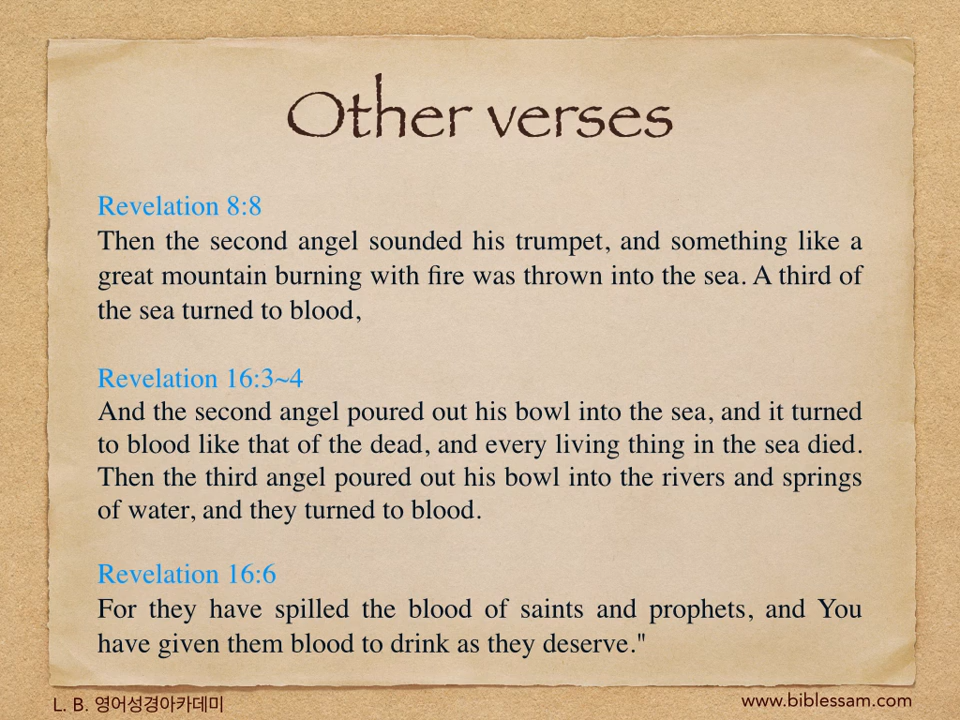 Other verses
Revelation 8:8
Then the second angel sounded his trumpet, and something like a
great mountain burning with fire was thrown into the sea. A third of
the sea turned to blood,
Revelation 16:3~4
And the second angel poured out his bowl into the sea, and it turned
to blood like that of the dead, and every living thing in the sea died.
Then the third angel poured out his bowl into the rivers and springs
of water, and they turned to blood.
Revelation 16:6
For they have spilled the blood of saints and prophets, and You
have given them blood to drink as they deserve."
L. B. 영어성경아카데미
www.biblessam.com